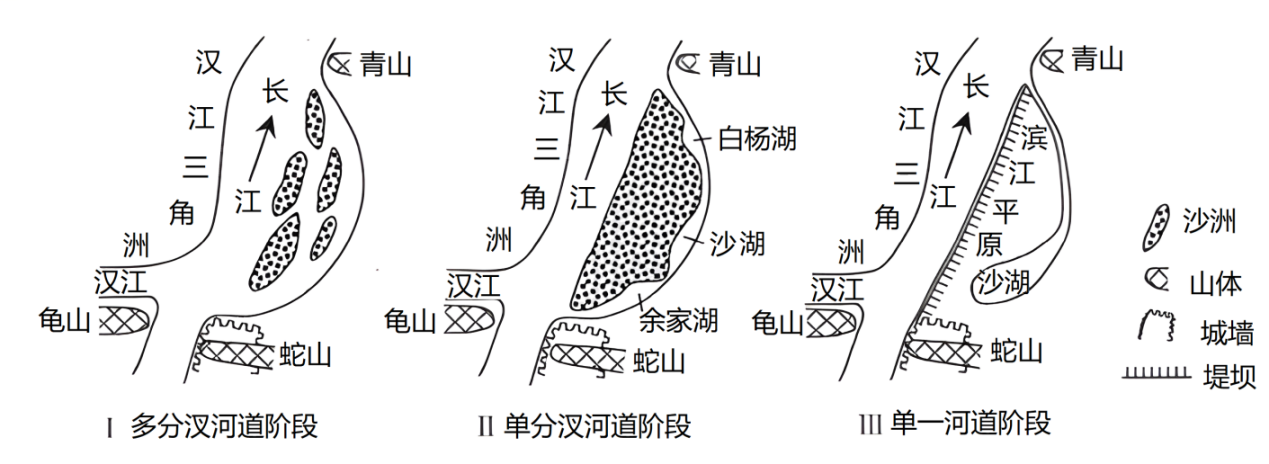 汉江三角洲
长江
青山
汉江
龟山
蛇山
I 多分汊河道阶段
汉江三角洲
长江
青山
白杨湖
沙湖
余家湖
汉江
龟山
蛇山
II 单分汊河道阶段
汉江三角洲
长江
青山
滨江平原
沙湖
汉江
龟山
蛇山
III 单一河道阶段
沙洲
山体
城墙
堤坝